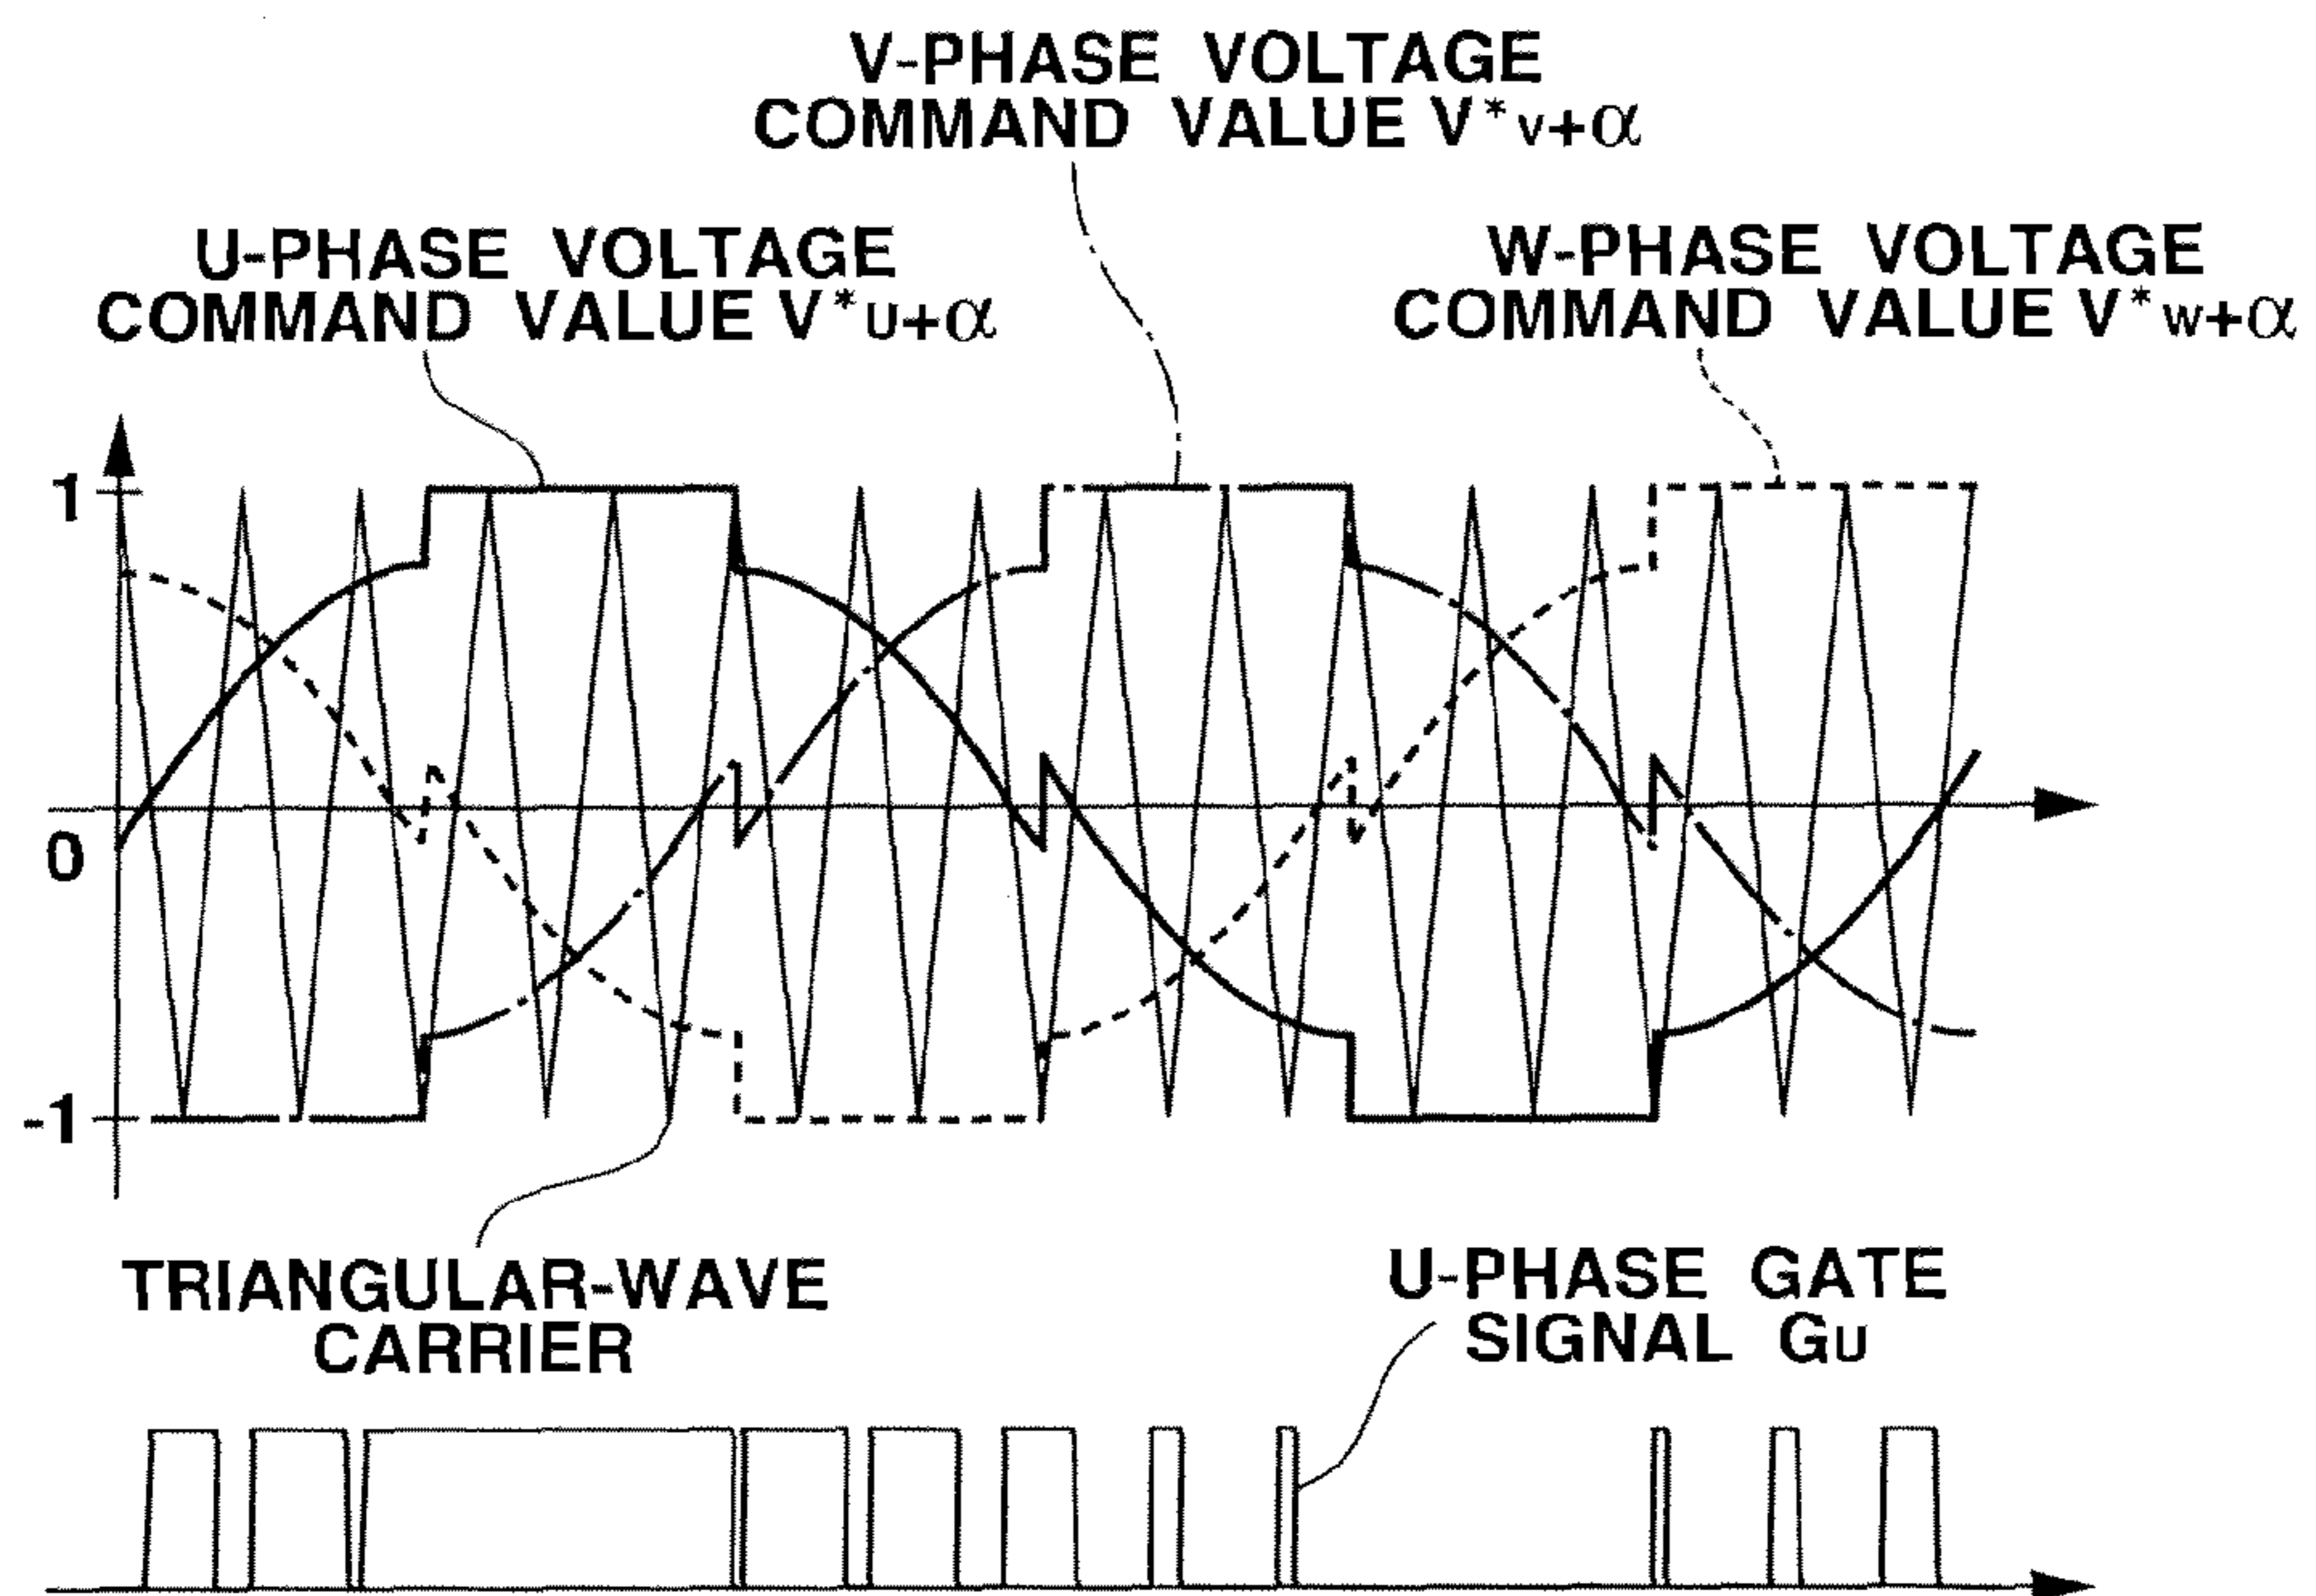 V-PHASE VOLTAGE
COMMAND VALUE V*v+α
U-PHASE VOLTAGE
COMMAND VALUE V*U+α
W-PHASE VOLTAGE
COMMAND VALUE V*w+α
1
0
-1
TRIANGULAR-WAVE
CARRIER
U-PHASE GATE
SIGNAL GU